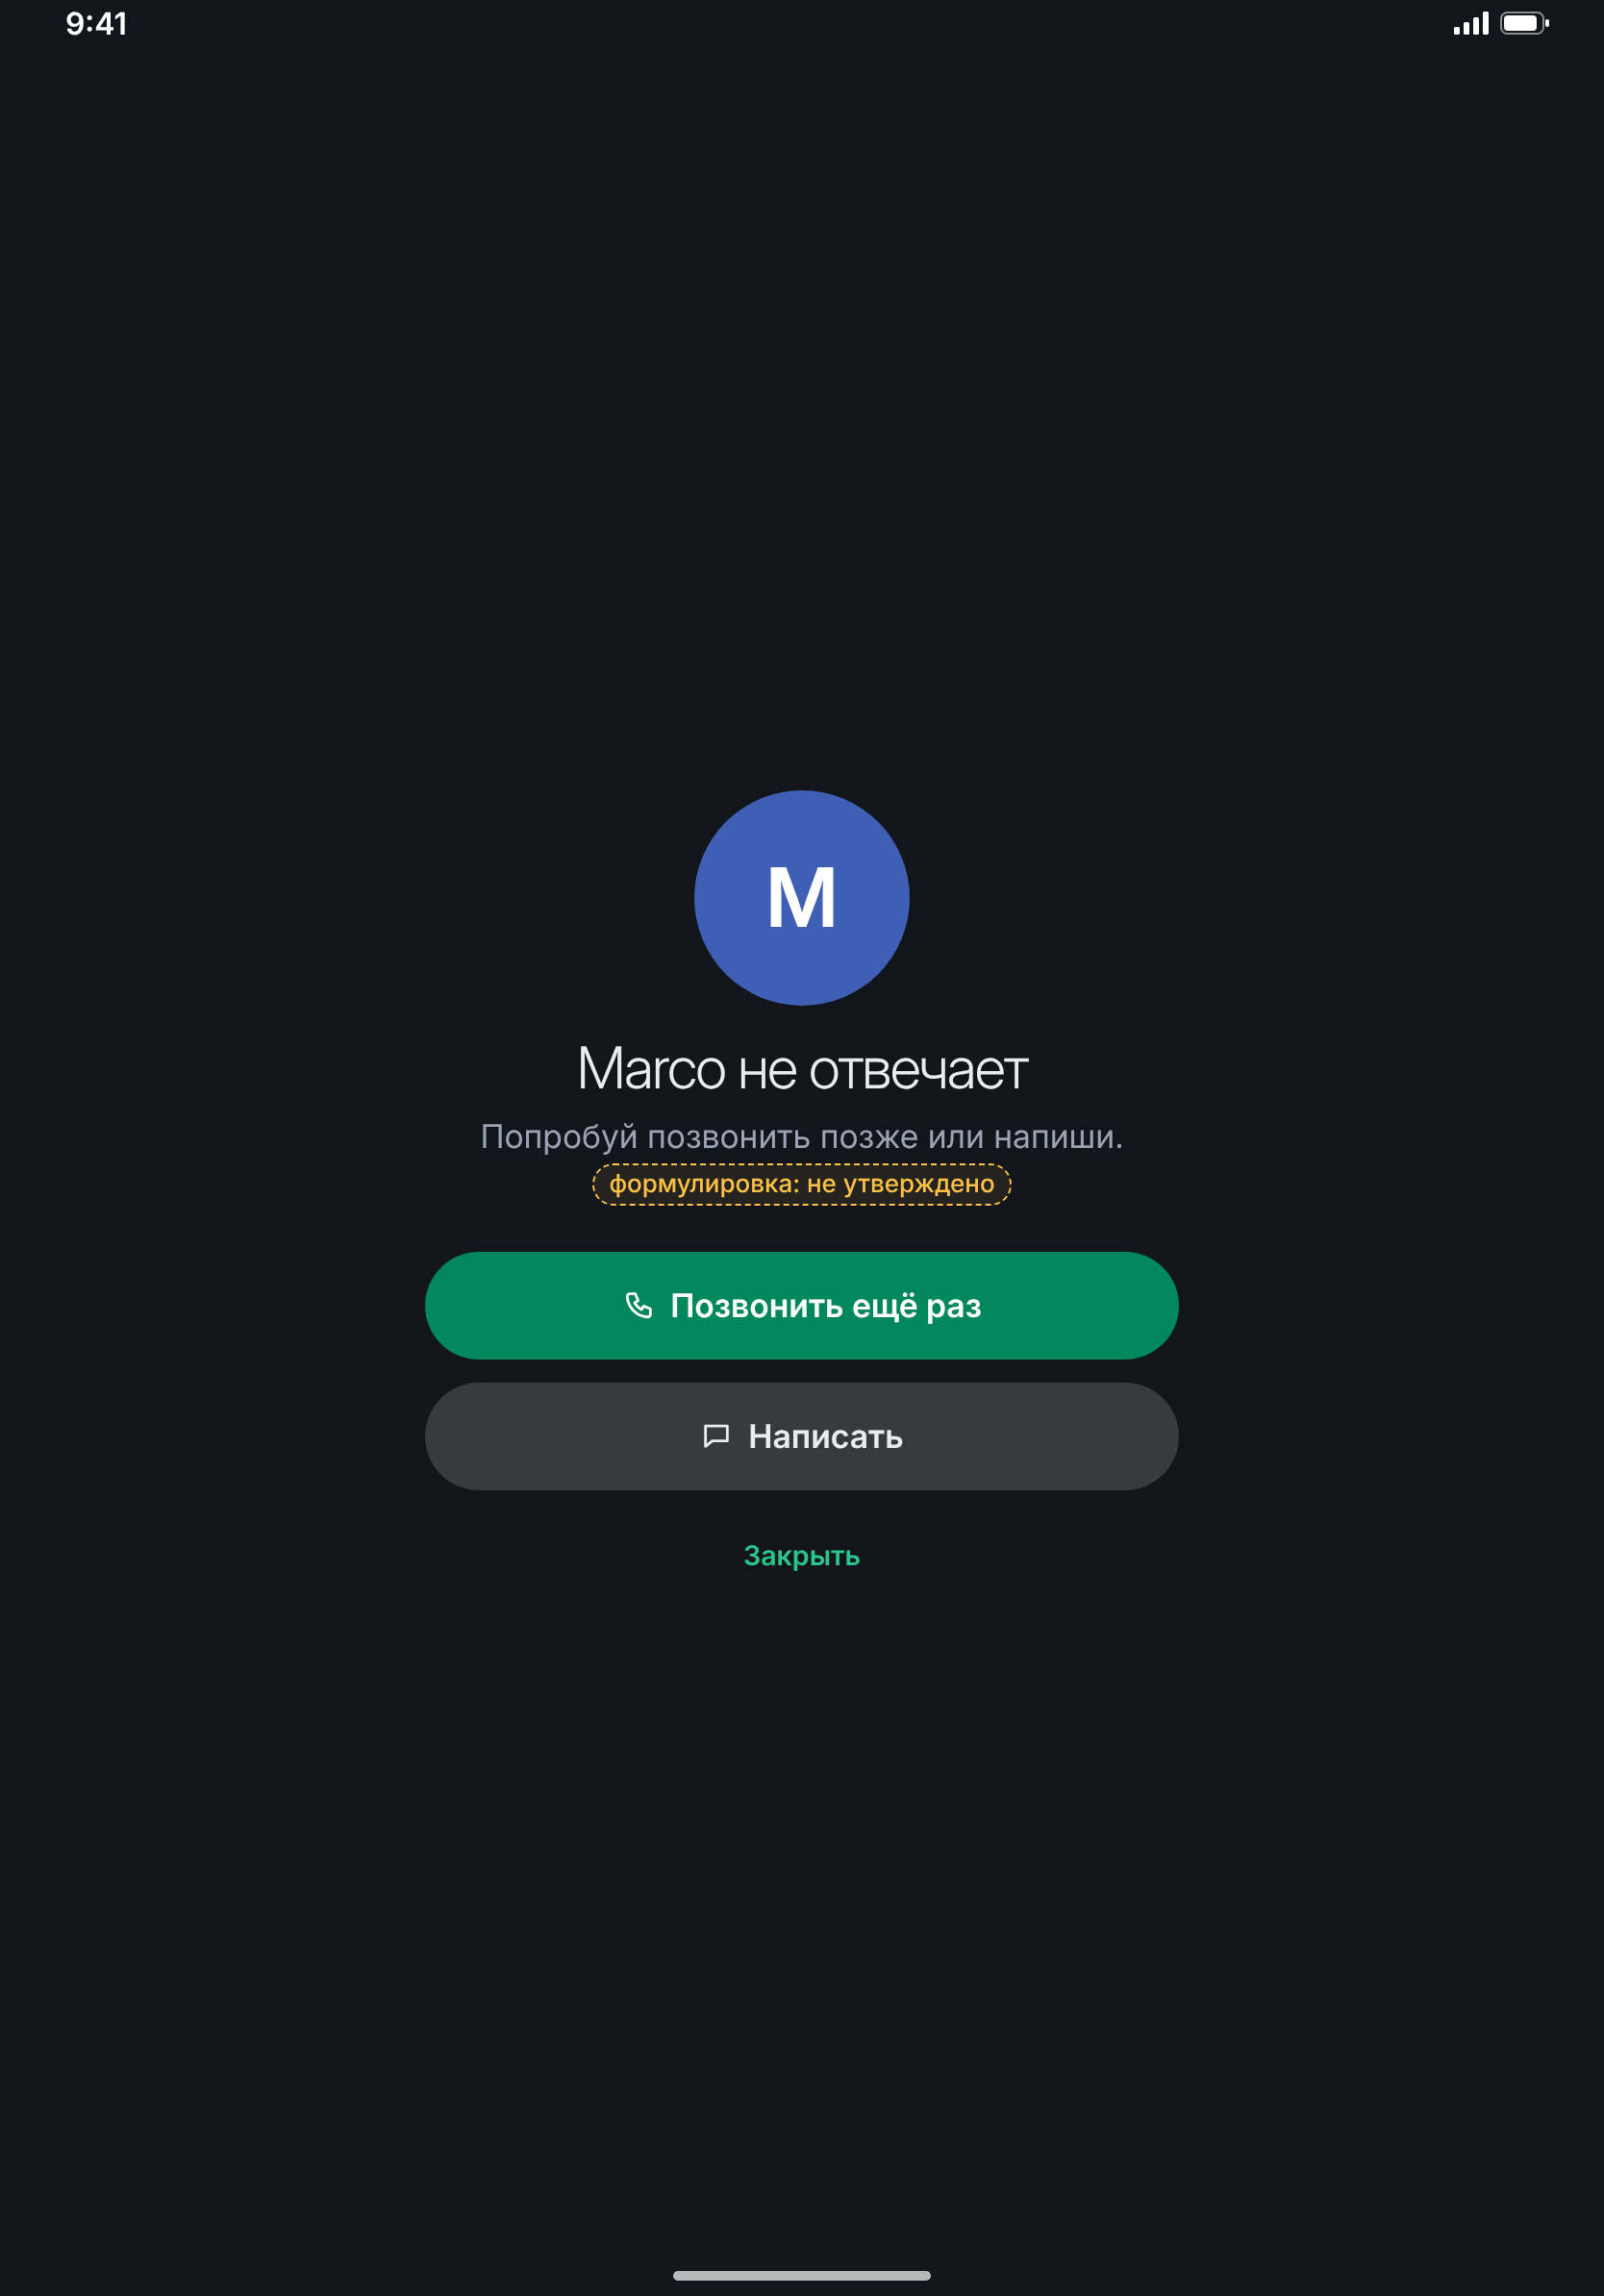 9:41
M
Marco не отвечает
Попробуй позвонить позже или напиши.
формулировка: не утверждено
Позвонить ещё раз
Написать
Закрыть